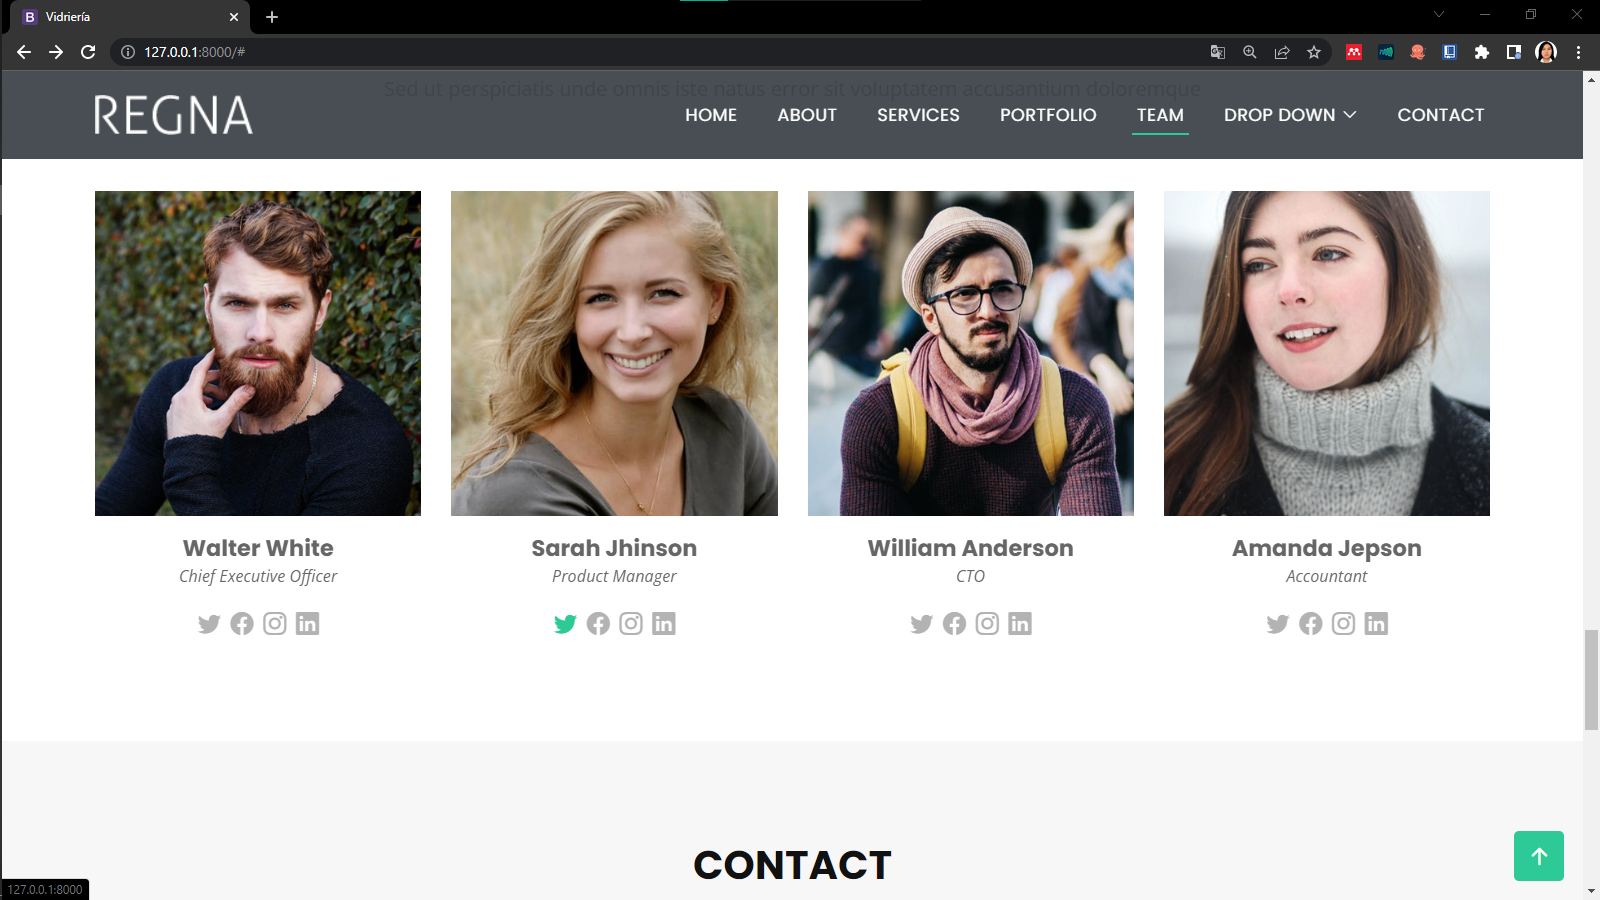 Vidriería
127.0.0.1:8000/#
Sed ut perspiciatis unde omnis iste natus error sit voluptatem accusantium doloremque
REGNA
HOME ABOUT SERVICES PORTFOLIO TEAM DROP DOWN CONTACT
Walter White Sarah Jhinson William Anderson Amanda Jepson
Chief Executive Officer Product Manager CTO Accountant
CONTACT
127.0.0.1:8000